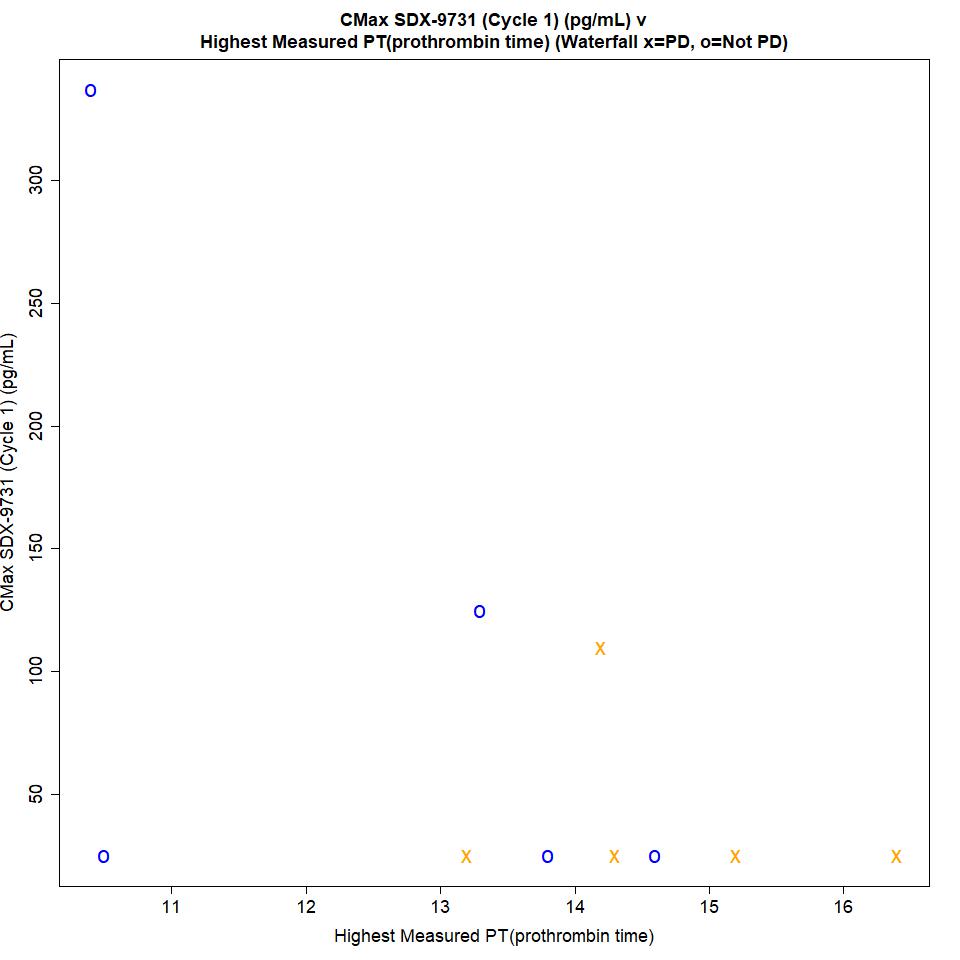 CMax SDX-9731 (Cycle 1) (pg/mL) v
Highest Measured PT(prothrombin time) (Waterfall x=PD, o=Not PD)
CMax SDX-9731 (Cycle 1) (pg/mL)
300
250
200
150
100
50
o
o
x
o
x
o
x
o
x
x
11 12 13 14 15 16
Highest Measured PT(prothrombin time)